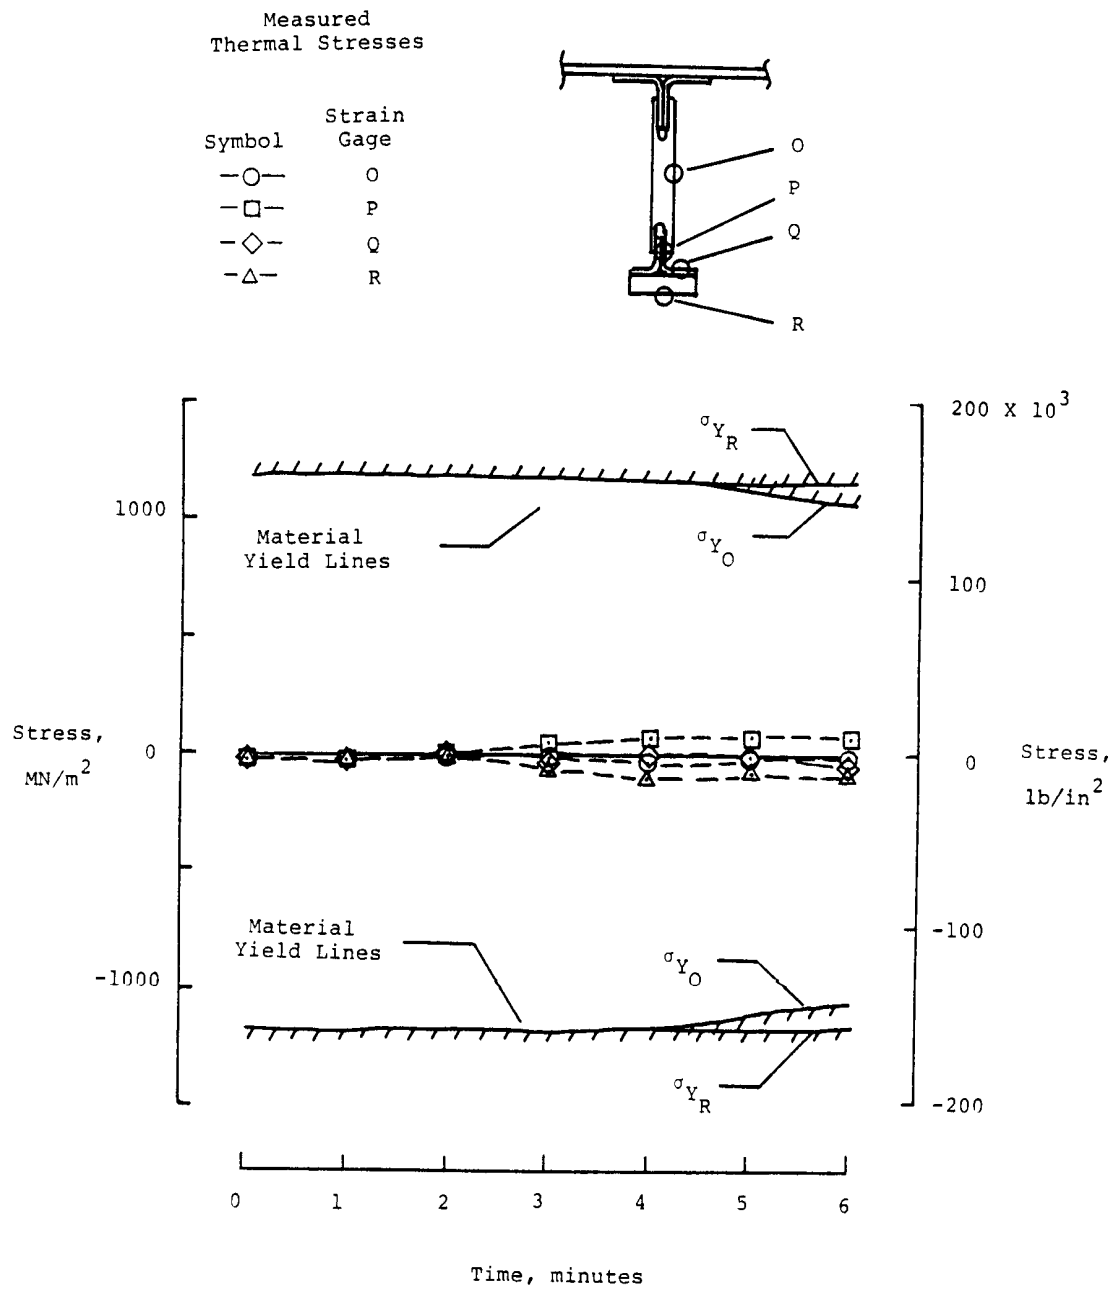 Measured
Thermal Stresses
Symbol
Strain
Gage
O
P
Q
R
O
P
Q
R
200 X 10³
σYR
1000
Material
Yield Lines
σYO
100
Stress,
MN/m²
0
0
Stress,
lb/in²
Material
Yield Lines
-100
σYO
-1000
σYR
-200
0 1 2 3 4 5 6
Time, minutes